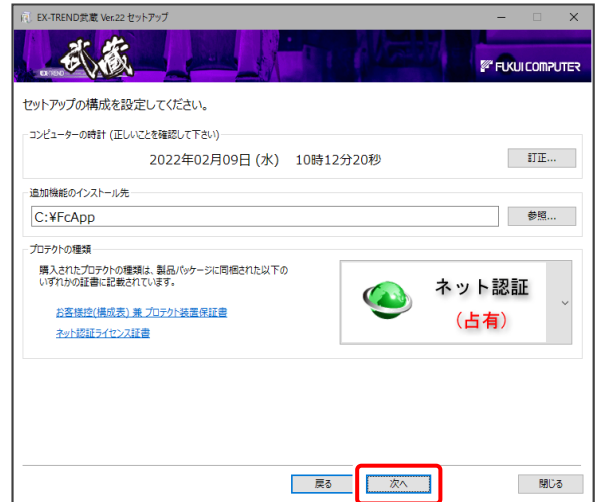 EX-TREND武蔵 Ver.22 セットアップ
武蔵
EX-TREND
FUKUI COMPUTER
セットアップの構成を設定してください。
コンピューターの時計 (正しいことを確認して下さい)
2022年02月09日 (水) 10時12分20秒
訂正...
追加機能のインストール先
C:¥FcApp
参照...
プロテクトの種類
購入されたプロテクトの種類は、製品パッケージに同梱された以下の
いずれかの証書に記載されています。
お客様控(構成表) 兼 プロテクト装置保証書
ネット認証ライセンス証書
ネット認証
(占有)
戻る 次へ 閉じる